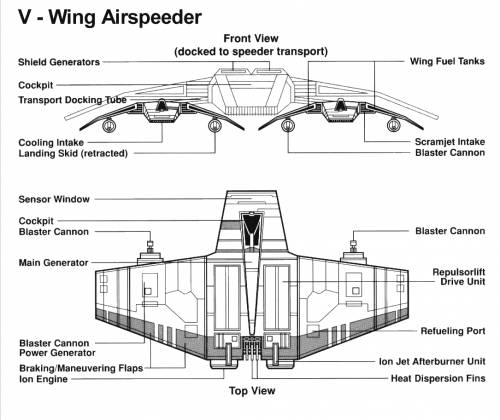 V - Wing Airspeeder
Front View
(docked to speeder transport)
Shield Generators
Wing Fuel Tanks
Cockpit
Transport Docking Tube
Cooling Intake
Scramjet Intake
Landing Skid (retracted)
Blaster Cannon
Sensor Window
Cockpit
Blaster Cannon
Blaster Cannon
Main Generator
Repulsorlift
Drive Unit
Refueling Port
Blaster Cannon
Power Generator
Braking/Maneuvering Flaps
Ion Jet Afterburner Unit
Ion Engine
Heat Dispersion Fins
Top View